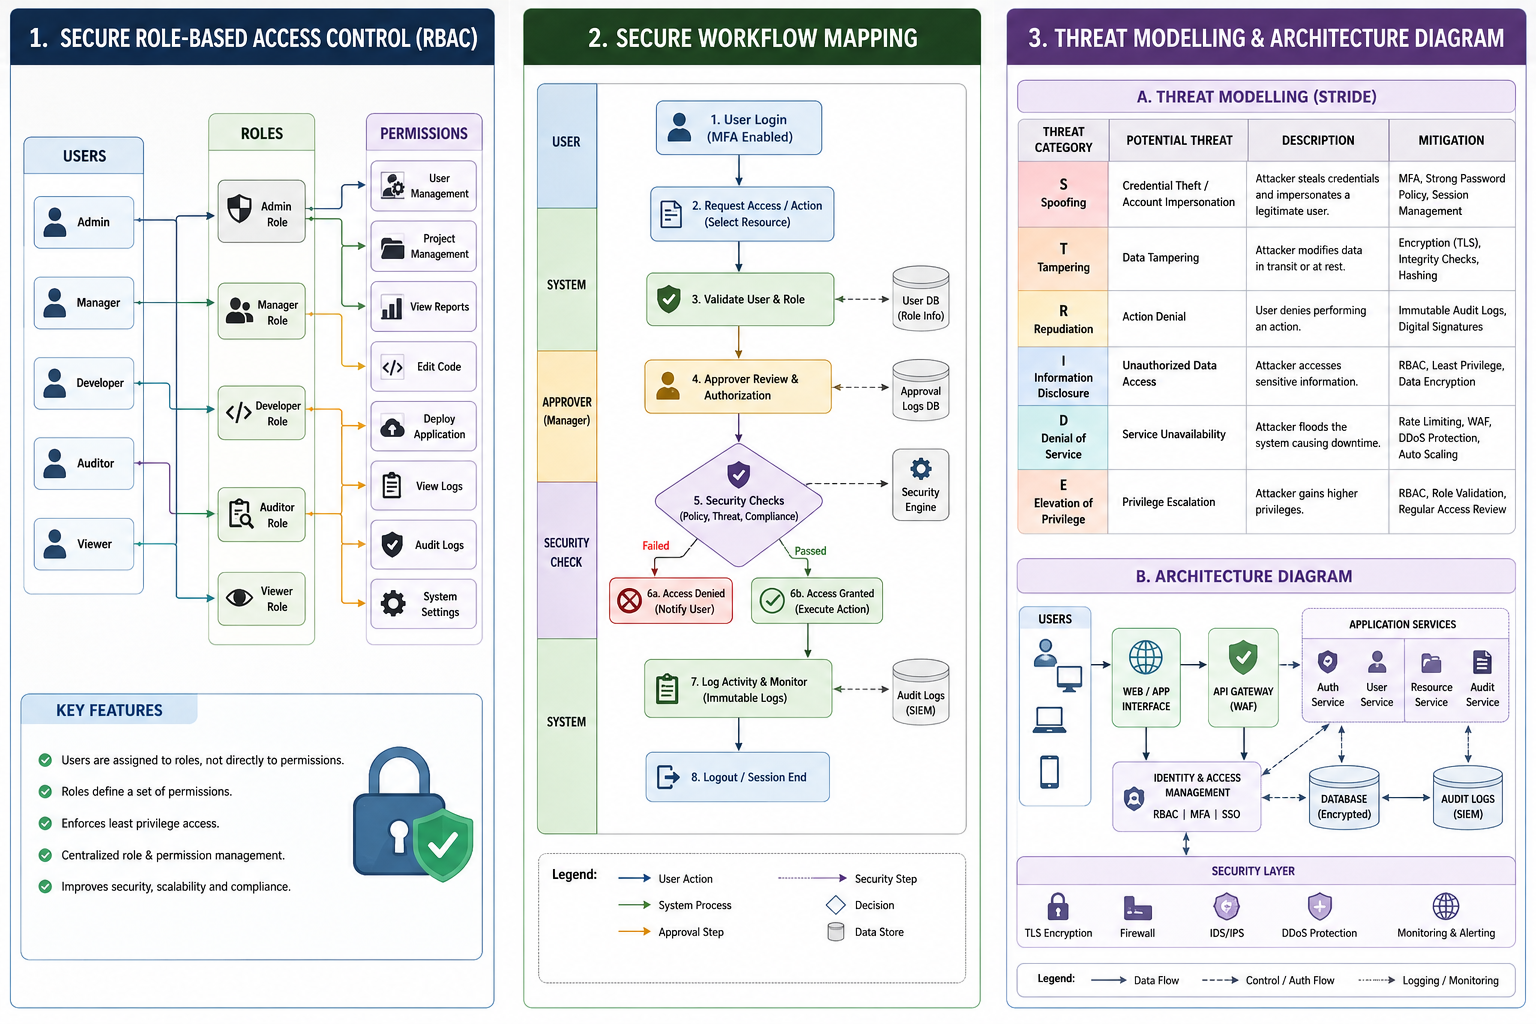 1. SECURE ROLE-BASED ACCESS CONTROL (RBAC)
USERS
Admin
Manager
Developer
Auditor
Viewer
ROLES
Admin
Role
Manager
Role
Developer
Role
Auditor
Role
Viewer
Role
PERMISSIONS
User
Management
Project
Management
View Reports
Edit Code
Deploy
Application
View Logs
Audit Logs
System
Settings
KEY FEATURES
Users are assigned to roles, not directly to permissions.
Roles define a set of permissions.
Enforces least privilege access.
Centralized role & permission management.
Improves security, scalability and compliance.
2. SECURE WORKFLOW MAPPING
USER
SYSTEM
APPROVER
(Manager)
SECURITY
CHECK
SYSTEM
1. User Login
(MFA Enabled)
2. Request Access / Action
(Select Resource)
3. Validate User & Role
User DB
(Role Info)
4. Approver Review &
Authorization
Approval
Logs DB
5. Security Checks
(Policy, Threat, Compliance)
Security
Engine
Failed
Passed
6a. Access Denied
(Notify User)
6b. Access Granted
(Execute Action)
7. Log Activity & Monitor
(Immutable Logs)
Audit Logs
(SIEM)
8. Logout / Session End
Legend:
User Action
System Process
Approval Step
Security Step
Decision
Data Store
3. THREAT MODELLING & ARCHITECTURE DIAGRAM
A. THREAT MODELLING (STRIDE)
THREAT
CATEGORY
POTENTIAL THREAT
DESCRIPTION
MITIGATION
S
Spoofing
Credential Theft /
Account Impersonation
Attacker steals credentials
and impersonates a
legitimate user.
MFA, Strong Password
Policy, Session
Management
T
Tampering
Data Tampering
Attacker modifies data
in transit or at rest.
Encryption (TLS),
Integrity Checks,
Hashing
R
Repudiation
Action Denial
User denies performing
an action.
Immutable Audit Logs,
Digital Signatures
I
Information
Disclosure
Unauthorized Data
Access
Attacker accesses
sensitive information.
RBAC, Least Privilege,
Data Encryption
D
Denial of
Service
Service Unavailability
Attacker floods the
system causing downtime.
Rate Limiting, WAF,
DDoS Protection,
Auto Scaling
E
Elevation of
Privilege
Privilege Escalation
Attacker gains higher
privileges.
RBAC, Role Validation,
Regular Access Review
B. ARCHITECTURE DIAGRAM
USERS
WEB / APP
INTERFACE
API GATEWAY
(WAF)
APPLICATION SERVICES
Auth
Service
User
Service
Resource
Service
Audit
Service
IDENTITY & ACCESS
MANAGEMENT
RBAC | MFA | SSO
DATABASE
(Encrypted)
AUDIT LOGS
(SIEM)
SECURITY LAYER
TLS Encryption
Firewall
IDS/IPS
DDoS Protection
Monitoring & Alerting
Legend:
Data Flow
Control / Auth Flow
Logging / Monitoring